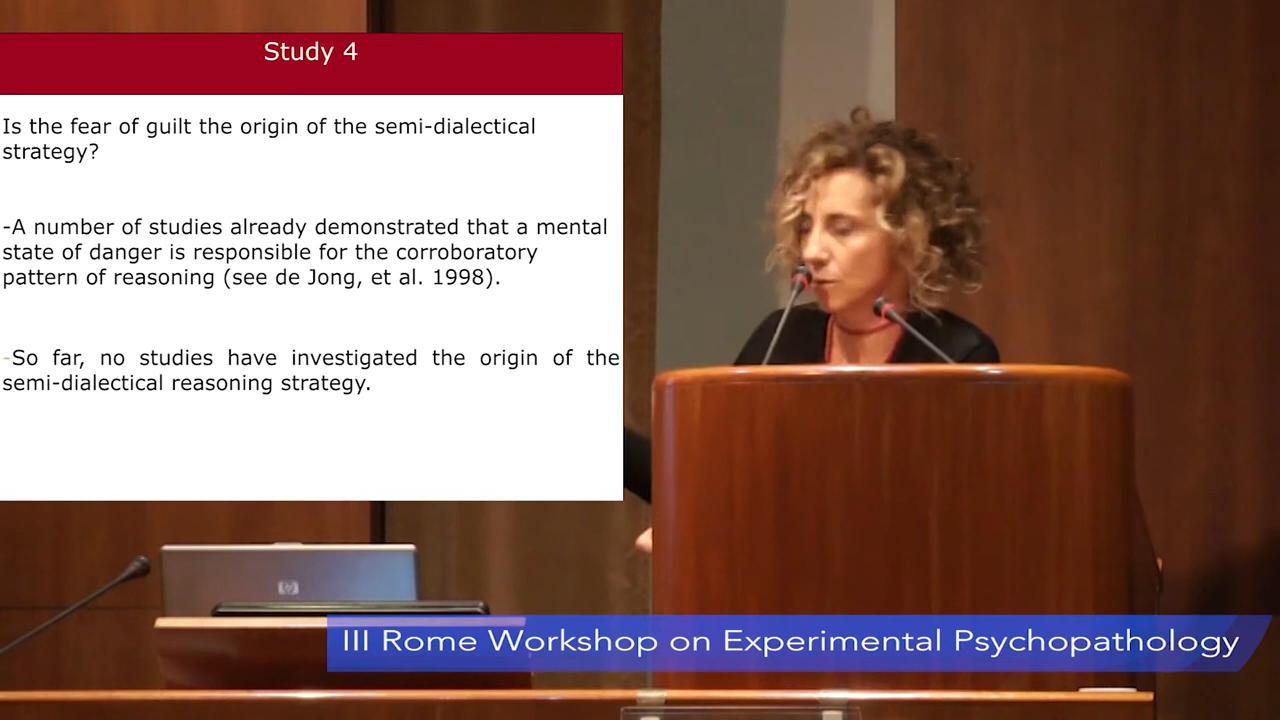 Study 4
Is the fear of guilt the origin of the semi-dialectical
strategy?
-A number of studies already demonstrated that a mental
state of danger is responsible for the corroboratory
pattern of reasoning (see de Jong, et al. 1998).
-So far, no studies have investigated the origin of the
semi-dialectical reasoning strategy.
hp
III Rome Workshop on Experimental Psychopathology